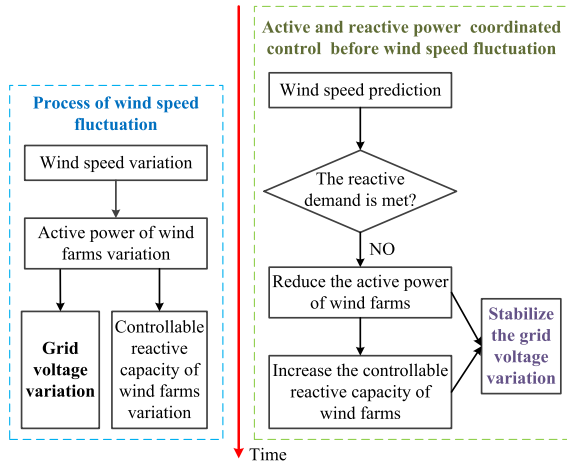 Process of wind speed
fluctuation
Wind speed variation
Active power of wind
farms variation
Grid
voltage
variation
Controllable
reactive
capacity of
wind farms
variation
Active and reactive power coordinated
control before wind speed fluctuation
Wind speed prediction
The reactive
demand is met?
NO
Reduce the active power
of wind farms
Increase the controllable
reactive capacity of
wind farms
Stabilize
the grid
voltage
variation
Time